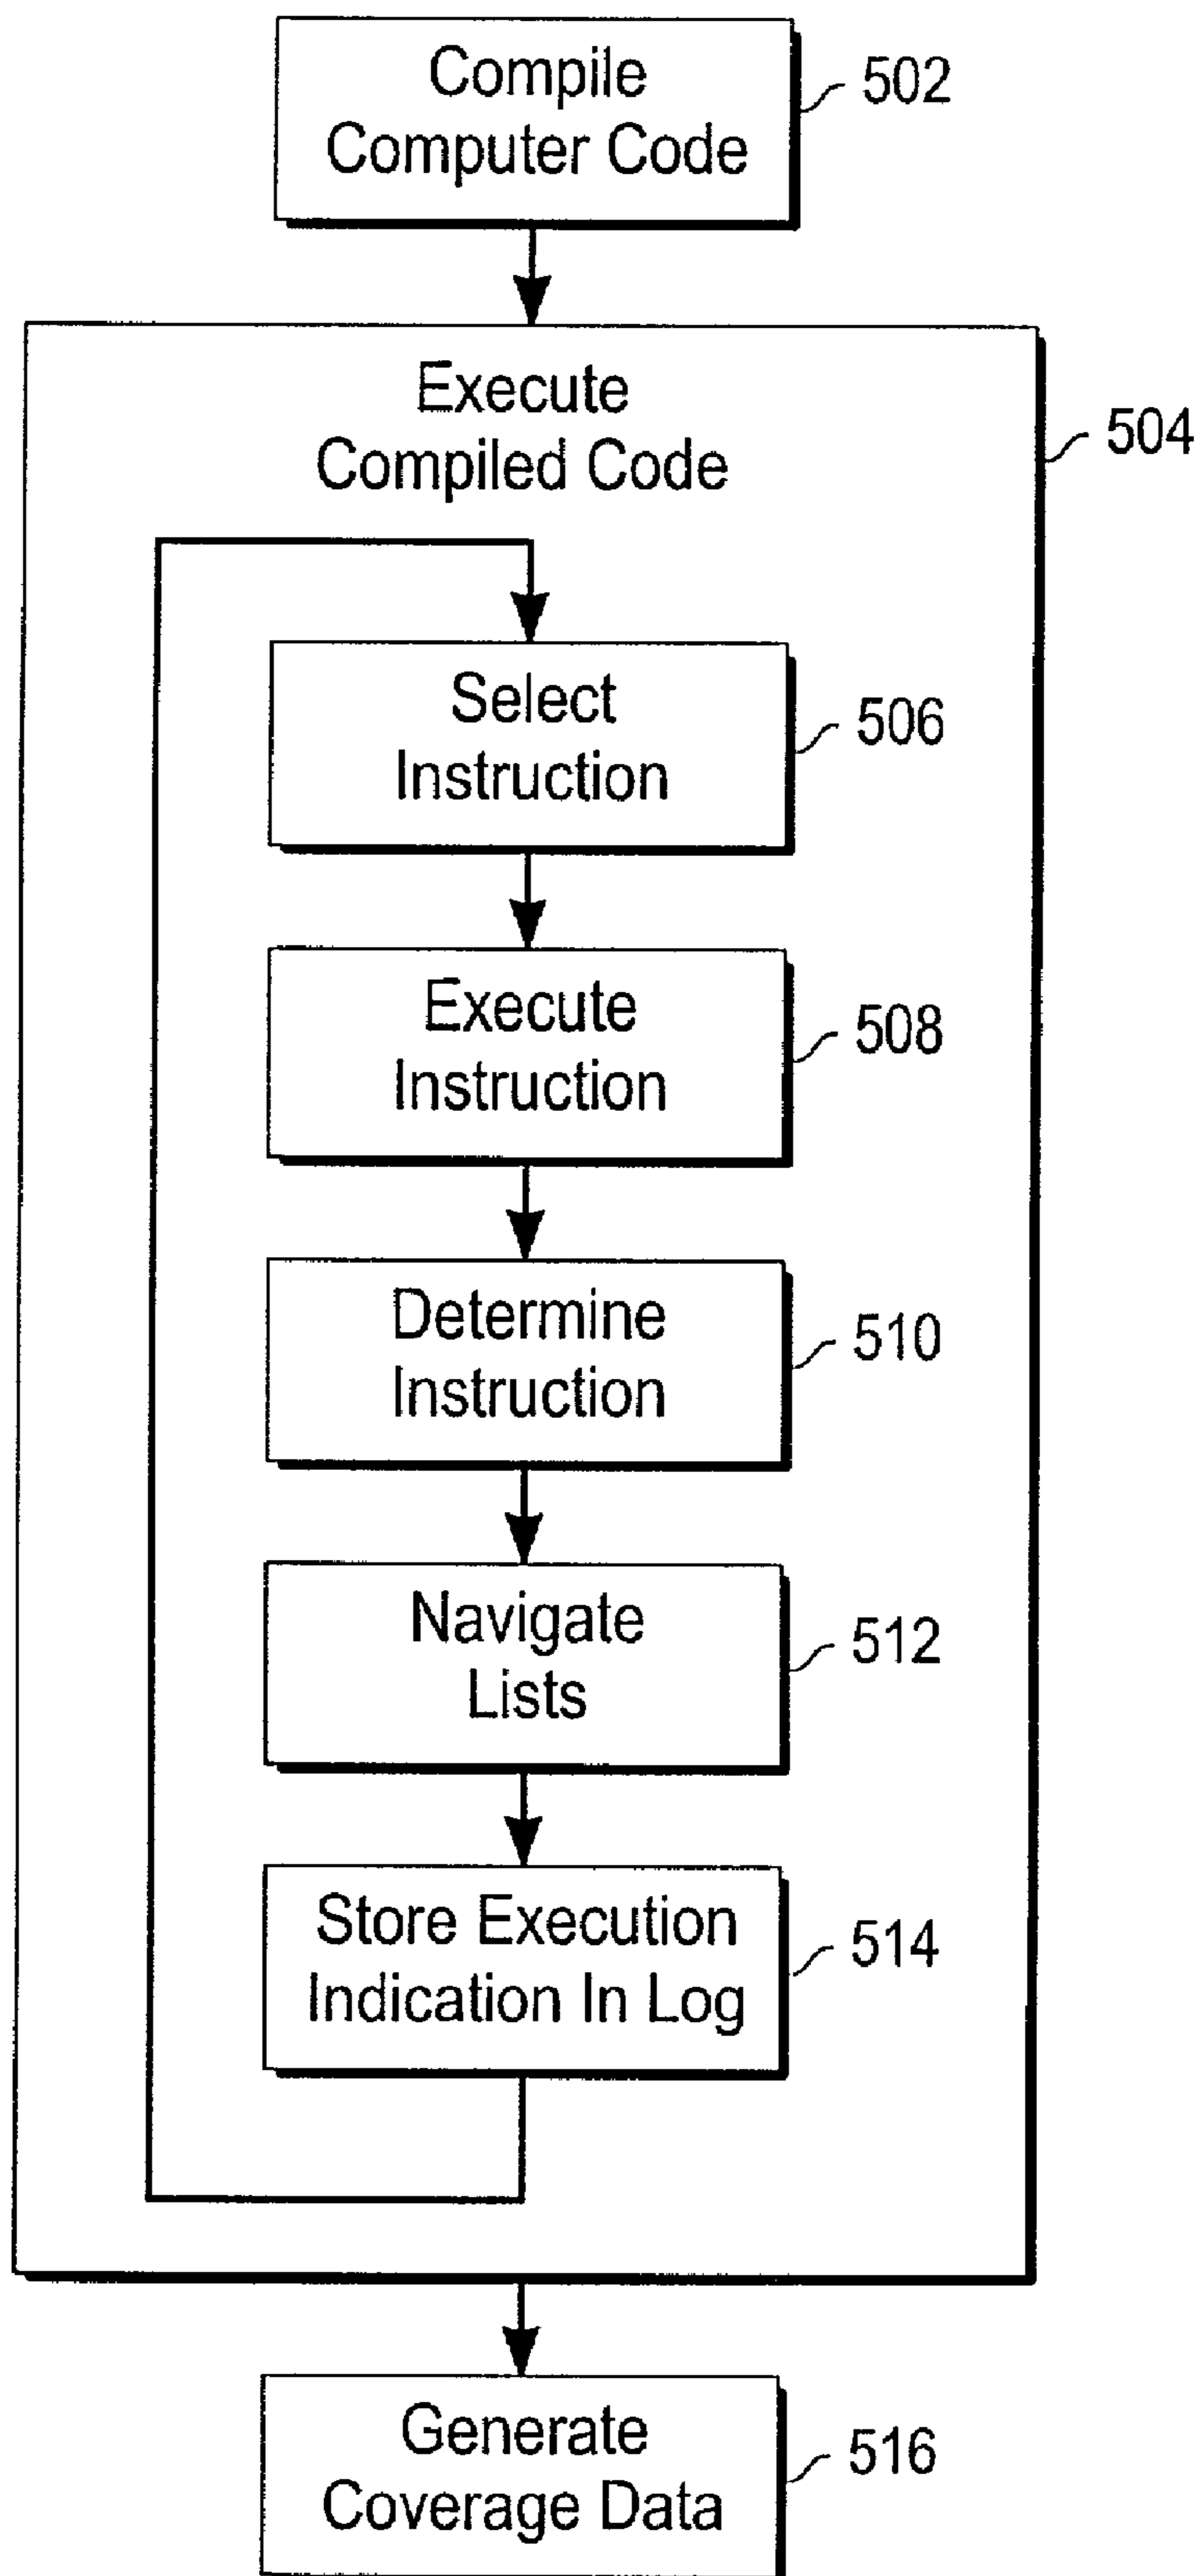 Compile
Computer Code
502
Execute
Compiled Code
504
Select
Instruction
506
Execute
Instruction
508
Determine
Instruction
510
Navigate
Lists
512
Store Execution
Indication In Log
514
Generate
Coverage Data
516